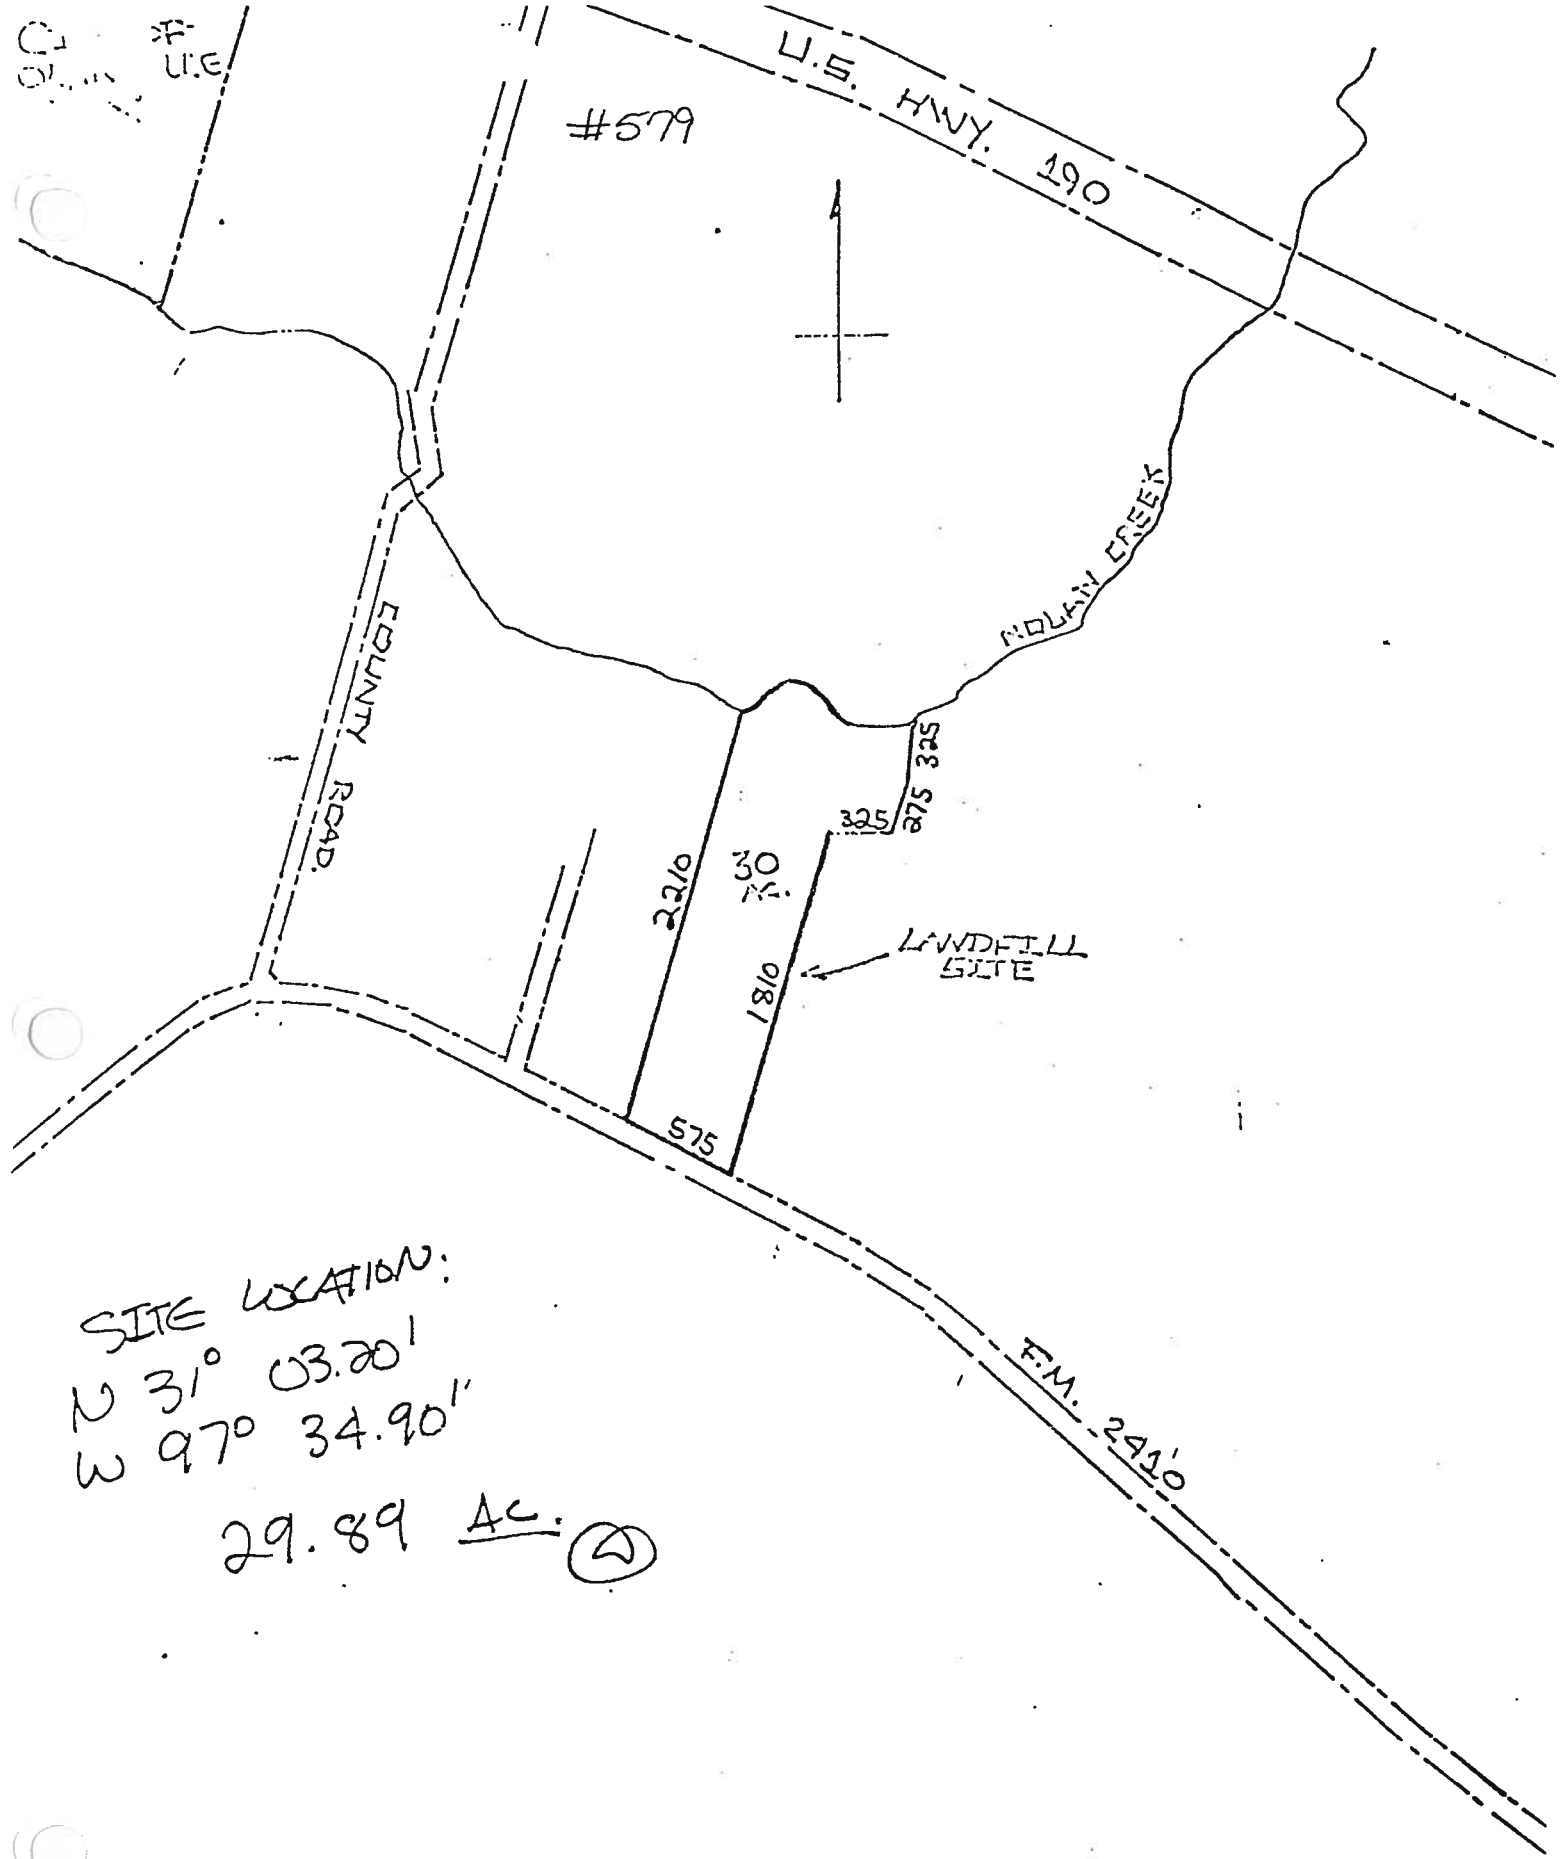 U.E.
#579
U.S. HWY. 190
NOLAN CREEK
COUNTY ROAD.
325
275
325
30
AC.
2210
1810
LANDFILL
SITE
575
SITE LOCATION:
N 31° 03.20'
W 97° 34.90"
29.89 AC.
F.M. 2410